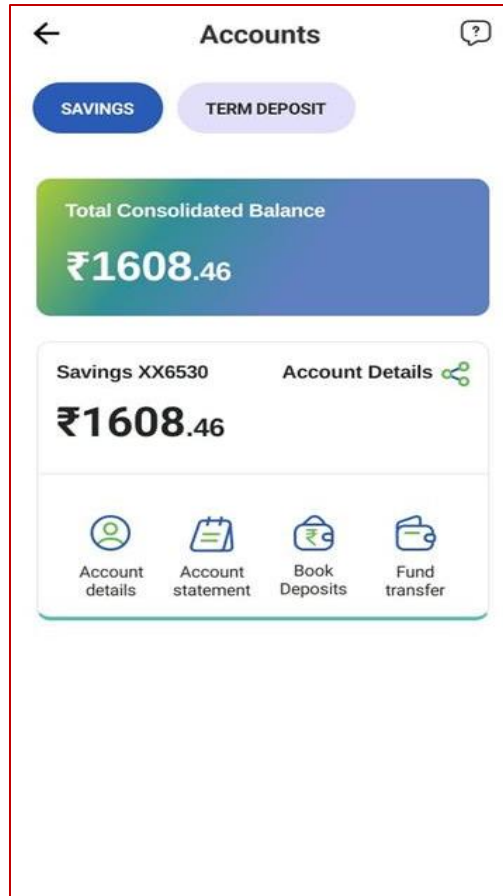 Accounts
?
SAVINGS TERM DEPOSIT
Total Consolidated Balance
₹1608.46
Savings XX6530 Account Details
₹1608.46
₹
Account details
Account statement
Book Deposits
Fund transfer